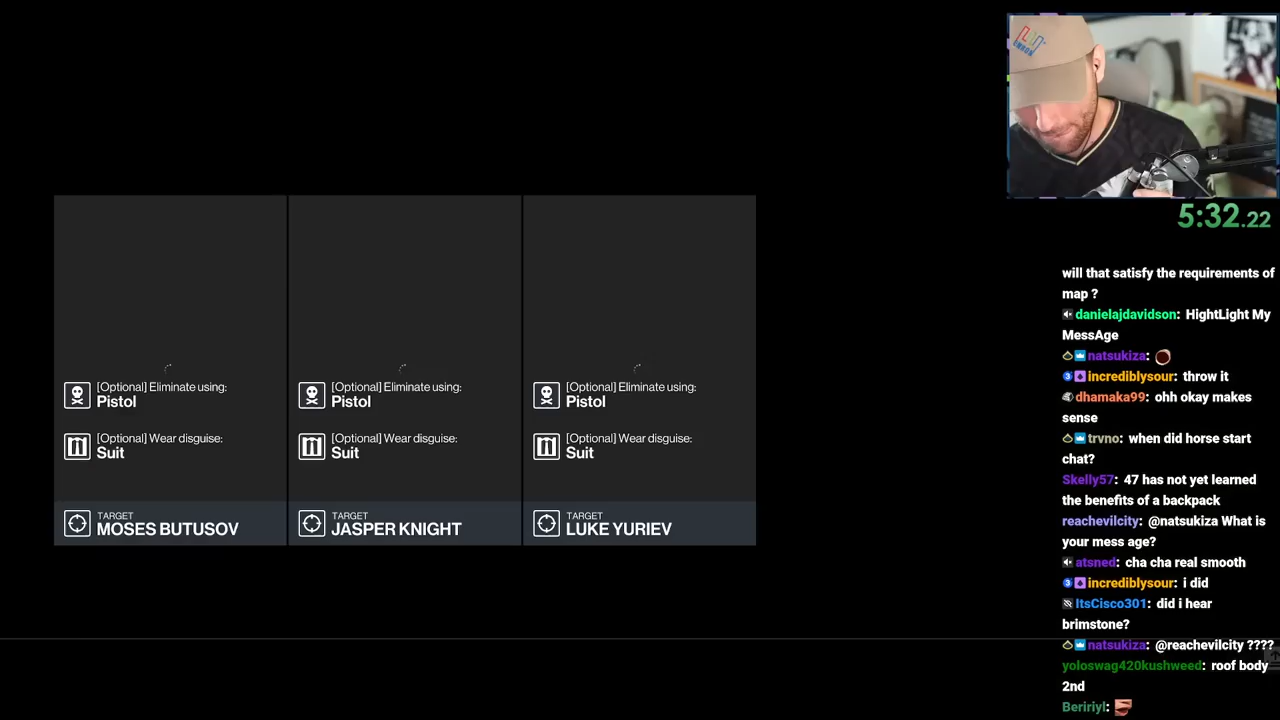 [Optional] Eliminate using:
Pistol
[Optional] Wear disguise:
Suit
TARGET
MOSES BUTUSOV
[Optional] Eliminate using:
Pistol
[Optional] Wear disguise:
Suit
TARGET
JASPER KNIGHT
[Optional] Eliminate using:
Pistol
[Optional] Wear disguise:
Suit
TARGET
LUKE YURIEV
5:32.22
will that satisfy the requirements of
map ?
danielajdavidson: HightLight My
MessAge
natsukiza:
incrediblysour: throw it
dhamaka99: ohh okay makes
sense
trvno: when did horse start
chat?
Skelly57: 47 has not yet learned
the benefits of a backpack
reachevilcity: @natsukiza What is
your mess age?
atsned: cha cha real smooth
incrediblysour: i did
ItsCisco301: did i hear
brimstone?
natsukiza: @reachevilcity ????
yoloswag420kushweed: roof body
2nd
Beririyl: